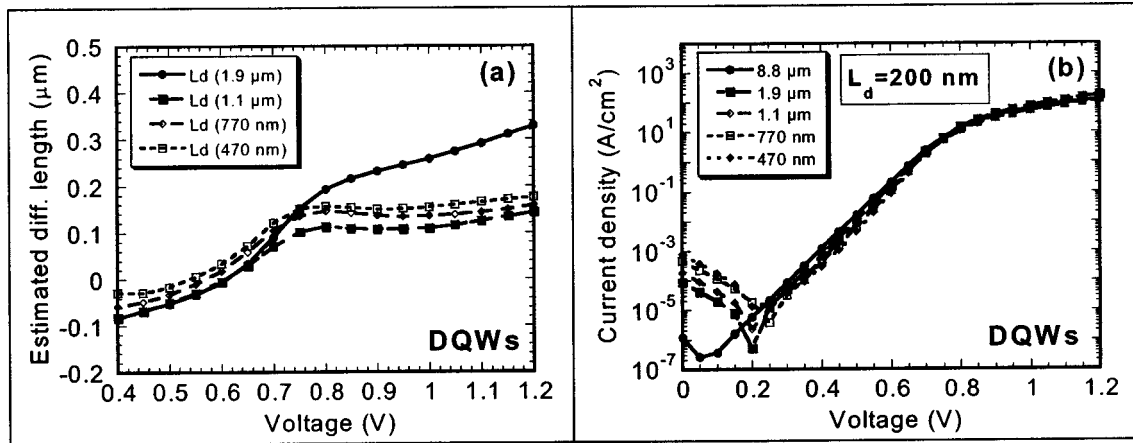 (a)
Ld (1.9 µm)
Ld (1.1 µm)
Ld (770 nm)
Ld (470 nm)
Estimated diff. length (µm)
0.5
0.4
0.3
0.2
0.1
0
-0.1
-0.2
DQWs
0.4 0.5 0.6 0.7 0.8 0.9 1 1.1 1.2
Voltage (V)
(b)
8.8 µm
1.9 µm
1.1 µm
770 nm
470 nm
L_d=200 nm
Current density (A/cm²)
10³
10¹
10⁻¹
10⁻³
10⁻⁵
10⁻⁷
DQWs
0 0.2 0.4 0.6 0.8 1.0 1.2
Voltage (V)